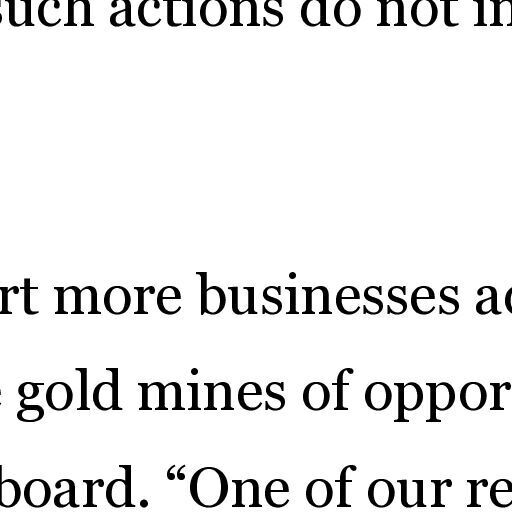 such actions do not in
rt more businesses ac
e gold mines of oppor
board. “One of our re